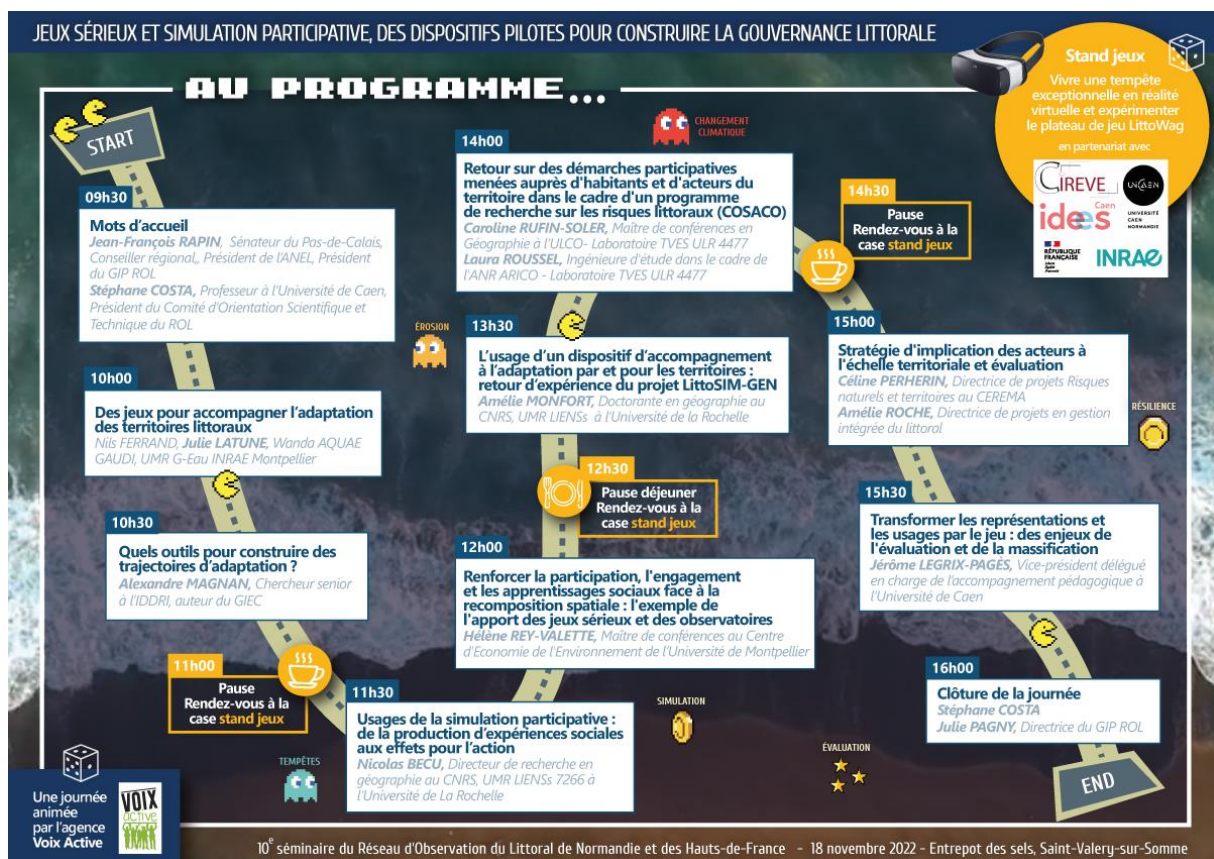 JEUX SÉRIEUX ET SIMULATION PARTICIPATIVE, DES DISPOSITIFS PILOTES POUR CONSTRUIRE LA GOUVERNANCE LITTORALE
AU PROGRAMME...
START
09h30
Mots d'accueil
Jean-François RAPIN, Sénateur du Pas-de-Calais,
Conseiller régional,, Président de l'ANEL, Président
du GIP ROL
Stéphane COSTA, Professeur à l'Université de Caen,
Président du Comité d'Orientation Scientifique et
Technique du ROL
10h00
Des jeux pour accompagner l'adaptation
des territoires littoraux
Nils FERRAND, Julie LATUNE, Wanda AQUAE
GAUDI, UMR G-Eau INRAE Montpellier
10h30
Quels outils pour construire des
trajectoires d'adaptation ?
Alexandre MAGNAN, Chercheur senior
à l'IDDRI, auteur du GIEC
11h00
Pause
Rendez-vous à la
case stand jeux
11h30
Usages de la simulation participative :
de la production d'expériences sociales
aux effets pour l'action
Nicolas BECU, Directeur de recherche en
géographie au CNRS, UMR LIENSs 7266 à
l'Université de La Rochelle
TEMPÊTES
12h00
Renforcer la participation, l'engagement
et les apprentissages sociaux face à la
recomposition spatiale : l'exemple de
l'apport des jeux sérieux et des observatoires
Hélène REY-VALETTE, Maître de conférences au Centre
d'Economie de l'Environnement de l'Université de Montpellier
SIMULATION
12h30
Pause déjeuner
Rendez-vous à la
case stand jeux
13h30
L'usage d'un dispositif d'accompagnement
à l'adaptation par et pour les territoires :
retour d'expérience du projet LittoSIM-GEN
Amélie MONFORT, Doctorante en géographie au
CNRS, UMR LIENSs à l'Université de la Rochelle
ÉROSION
14h00
Retour sur des démarches participatives
menées auprès d'habitants et d'acteurs du
territoire dans le cadre d'un programme
de recherche sur les risques littoraux (COSACO)
Caroline RUFIN-SOLER, Maître de conférences en
Géographie à l'ULCO- Laboratoire TVES ULR 4477
Laura ROUSSEL, Ingénieure d'étude dans le cadre de
l'ANR ARICO - Laboratoire TVES ULR 4477
CHANGEMENT
CLIMATIQUE
14h30
Pause
Rendez-vous à la
case stand jeux
15h00
Stratégie d'implication des acteurs à
l'échelle territoriale et évaluation
Céline PERHERIN, Directrice de projets Risques
naturels et territoires au CEREMA
Amélie ROCHE, Directrice de projets en gestion
intégrée du littoral
RÉSILIENCE
15h30
Transformer les représentations et
les usages par le jeu : des enjeux de
l'évaluation et de la massification
Jérôme LEGRIX-PAGÈS, Vice-président délégué
en charge de l'accompagnement pédagogique à
l'Université de Caen
16h00
Clôture de la journée
Stéphane COSTA
Julie PAGNY, Directrice du GIP ROL
ÉVALUATION
END
Stand jeux
Vivre une tempête
exceptionnelle en réalité
virtuelle et expérimenter
le plateau de jeu LittoWag
en partenariat avec
CIREVE
UNICAEN
idees Caen
UNIVERSITÉ
CAEN
NORMANDIE
RÉPUBLIQUE
FRANÇAISE
INRAE
Une journée
animée
par l'agence
Voix Active
VOIX
active
10e séminaire du Réseau d'Observation du Littoral de Normandie et des Hauts-de-France - 18 novembre 2022 - Entrepot des sels, Saint-Valery-sur-Somme